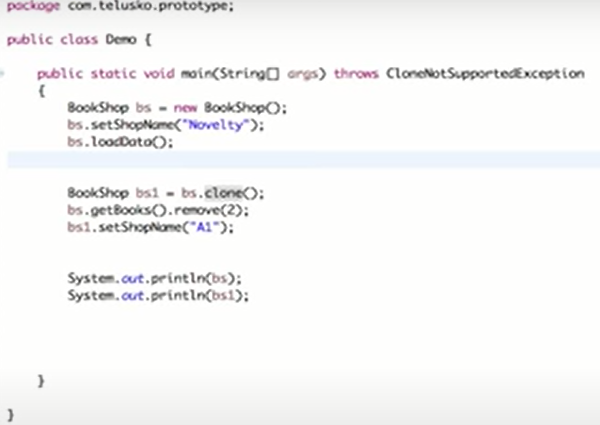 package com.telusko.prototype;
public class Demo {
public static void main(String[] args) throws CloneNotSupportedException
{
BookShop bs = new BookShop();
bs.setShopName("Novelty");
bs.loadData();
BookShop bs1 = bs.clone();
bs.getBooks().remove(2);
bs1.setShopName("A1");
System.out.println(bs);
System.out.println(bs1);
}
}